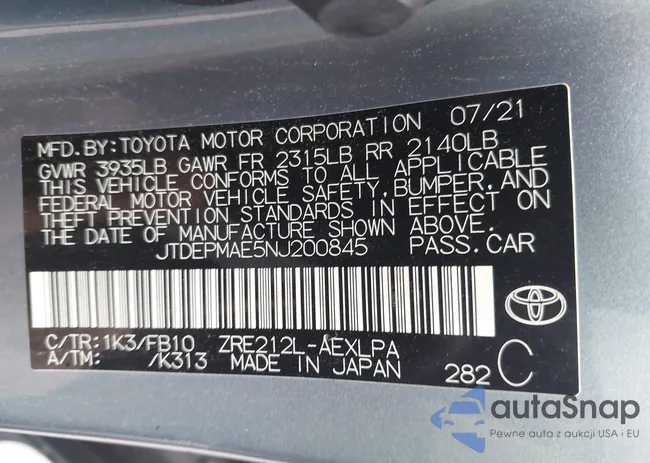 MFD.BY:TOYOTA MOTOR CORPORATION 07/21
GVWR 3935LB GAWR FR 2315LB RR 2140LB
THIS VEHICLE CONFORMS TO ALL APPLICABLE
FEDERAL MOTOR VEHICLE SAFETY, BUMPER, AND
THEFT PREVENTION STANDARDS IN EFFECT ON
THE DATE OF MANUFACTURE SHOWN ABOVE.
JTDEPMAE5NJ200845 PASS.CAR
C/TR:1K3/FB10 ZRE212L-AEXLPA
A/TM: /K313 MADE IN JAPAN 282 C
autaSnap
Pewne auta z aukcji USA i EU